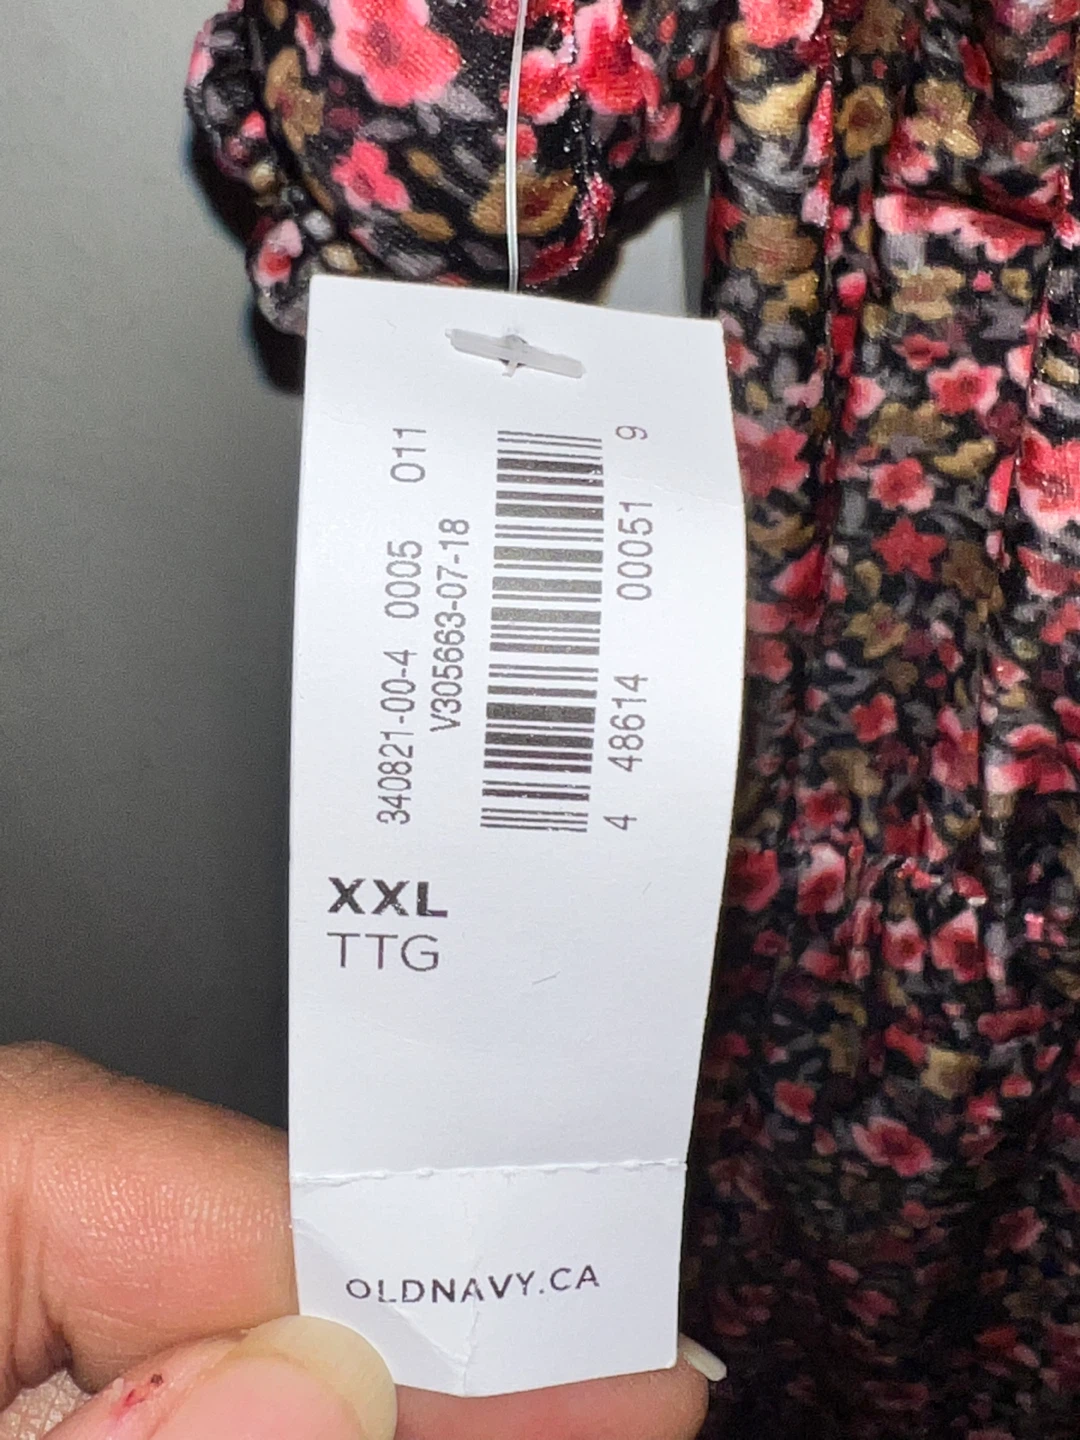 340821-00-4 0005 011
V305663-07-18
4 48614 00051 9
XXL
TTG
OLDNAVY.CA